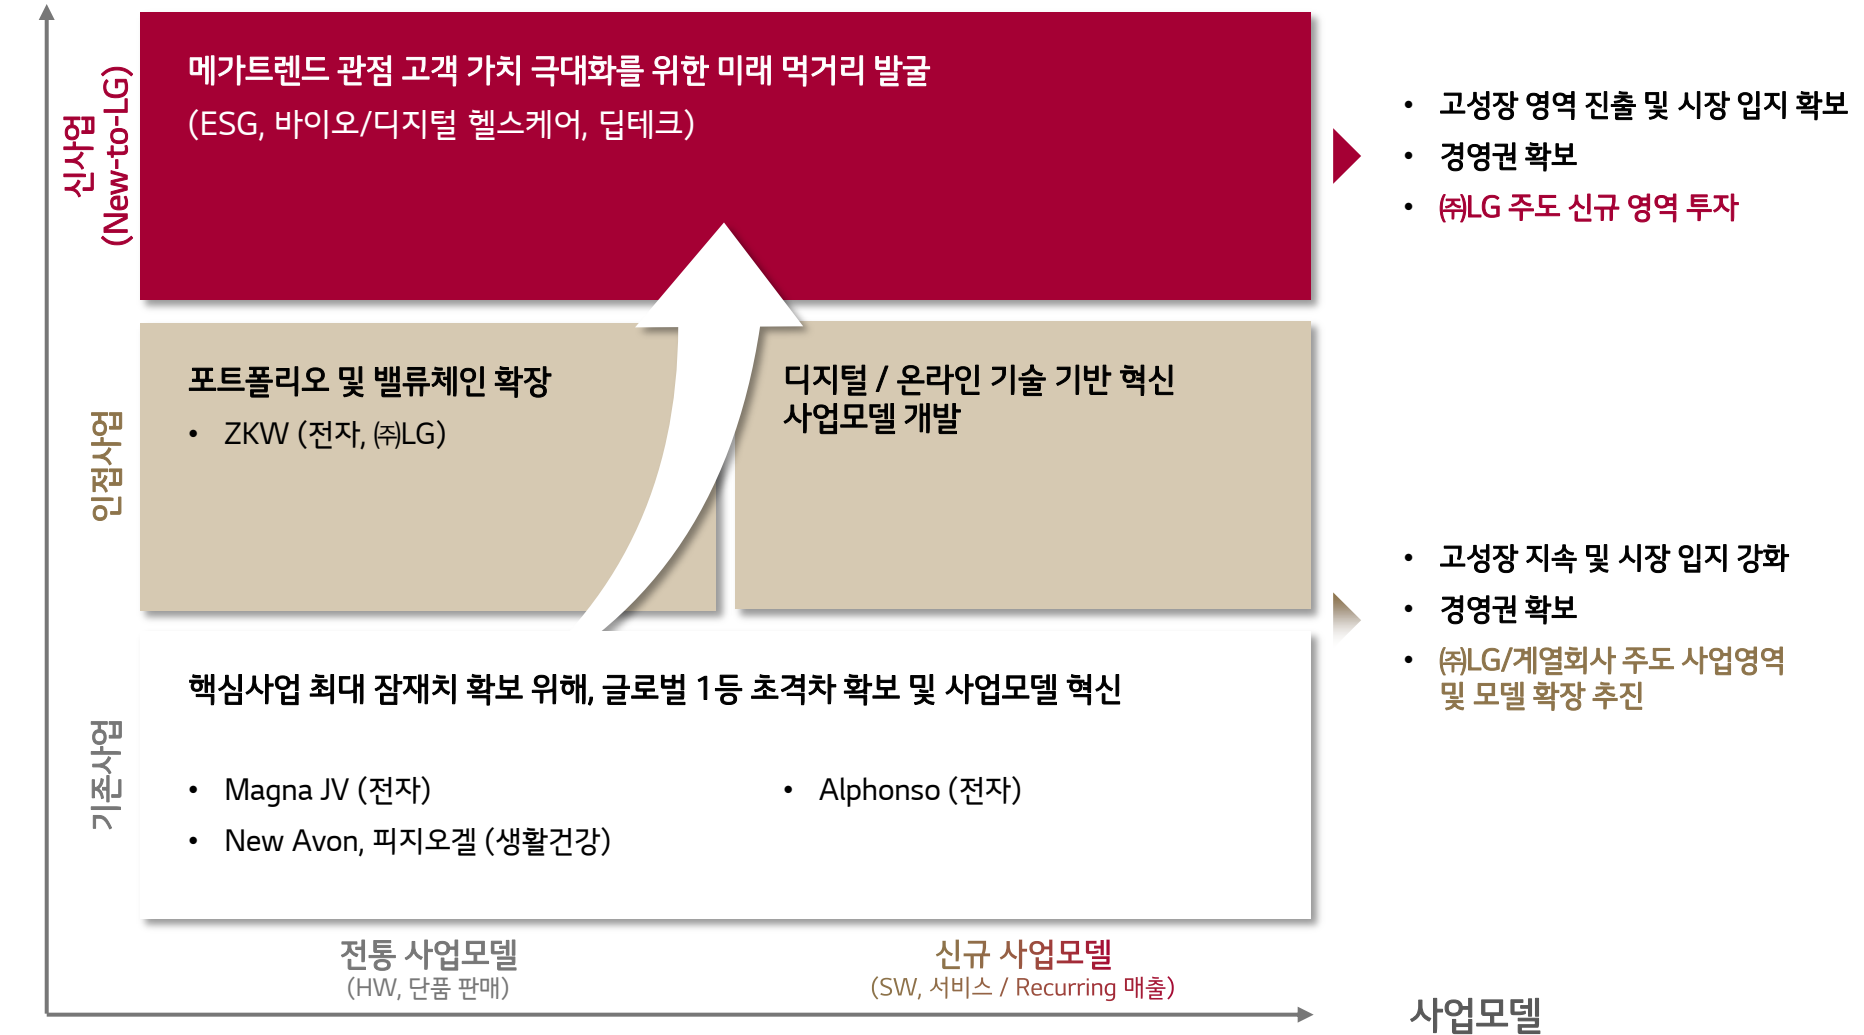 신사업
(New-to-LG)
메가트렌드 관점 고객 가치 극대화를 위한 미래 먹거리 발굴
(ESG, 바이오/디지털 헬스케어, 딥테크)
• 고성장 영역 진출 및 시장 입지 확보
• 경영권 확보
• ㈜LG 주도 신규 영역 투자
인접사업
포트폴리오 및 밸류체인 확장
• ZKW (전자, ㈜LG)
디지털 / 온라인 기술 기반 혁신
사업모델 개발
• 고성장 지속 및 시장 입지 강화
• 경영권 확보
• ㈜LG/계열회사 주도 사업영역
및 모델 확장 추진
기존사업
핵심사업 최대 잠재치 확보 위해, 글로벌 1등 초격차 확보 및 사업모델 혁신
• Magna JV (전자)
• New Avon, 피지오겔 (생활건강)
• Alphonso (전자)
전통 사업모델
(HW, 단품 판매)
신규 사업모델
(SW, 서비스 / Recurring 매출)
사업모델